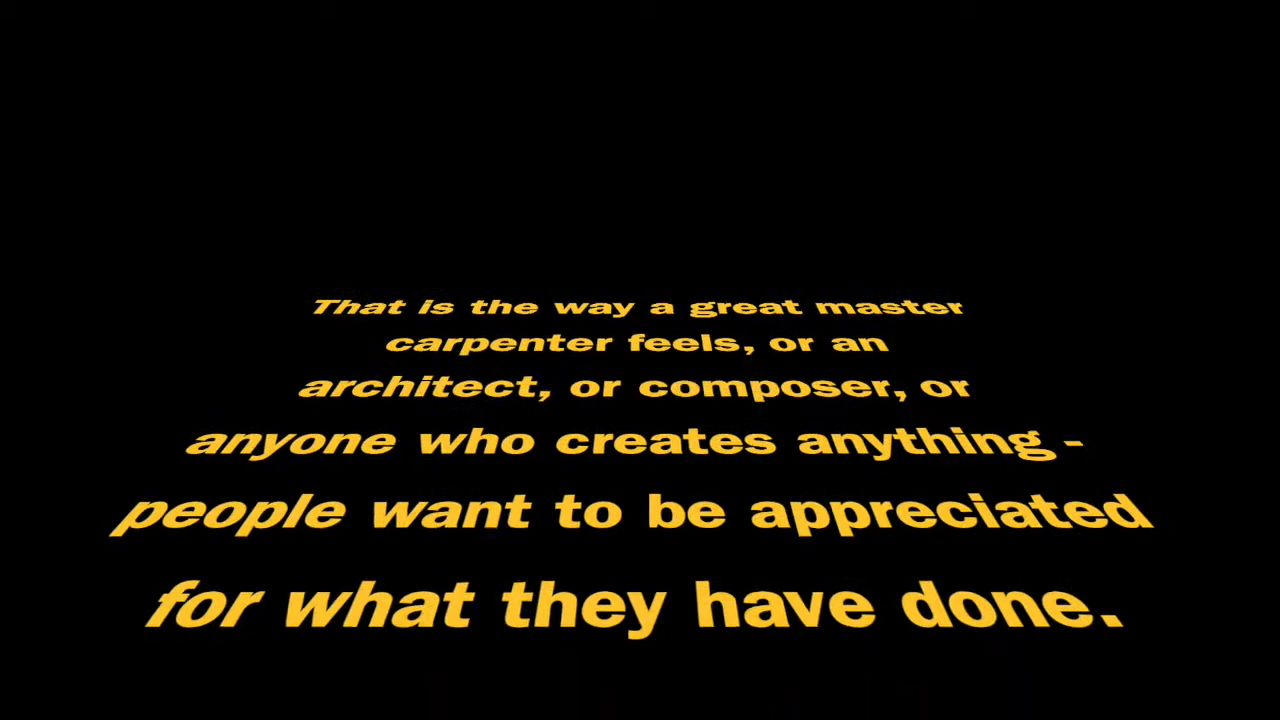 That is the way a great master
carpenter feels, or an
architect, or composer, or
anyone who creates anything -
people want to be appreciated
for what they have done.